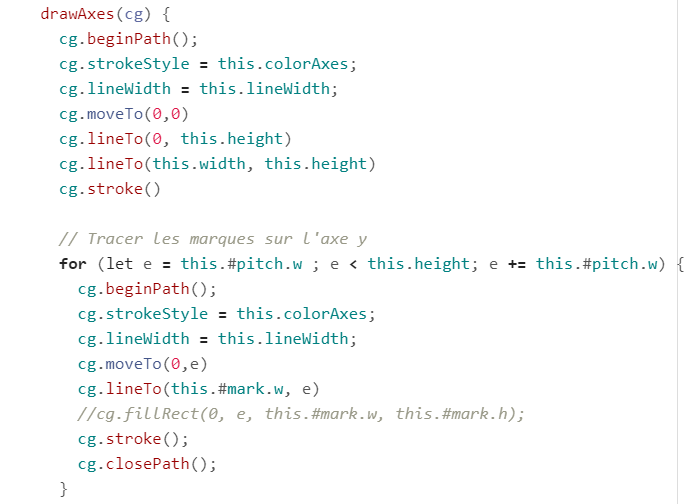 drawAxes(cg) {
cg.beginPath();
cg.strokeStyle = this.colorAxes;
cg.lineWidth = this.lineWidth;
cg.moveTo(0,0)
cg.lineTo(0, this.height)
cg.lineTo(this.width, this.height)
cg.stroke()
// Tracer les marques sur l'axe y
for (let e = this.#pitch.w ; e < this.height; e += this.#pitch.w) {
cg.beginPath();
cg.strokeStyle = this.colorAxes;
cg.lineWidth = this.lineWidth;
cg.moveTo(0,e)
cg.lineTo(this.#mark.w, e)
//cg.fillRect(0, e, this.#mark.w, this.#mark.h);
cg.stroke();
cg.closePath();
}